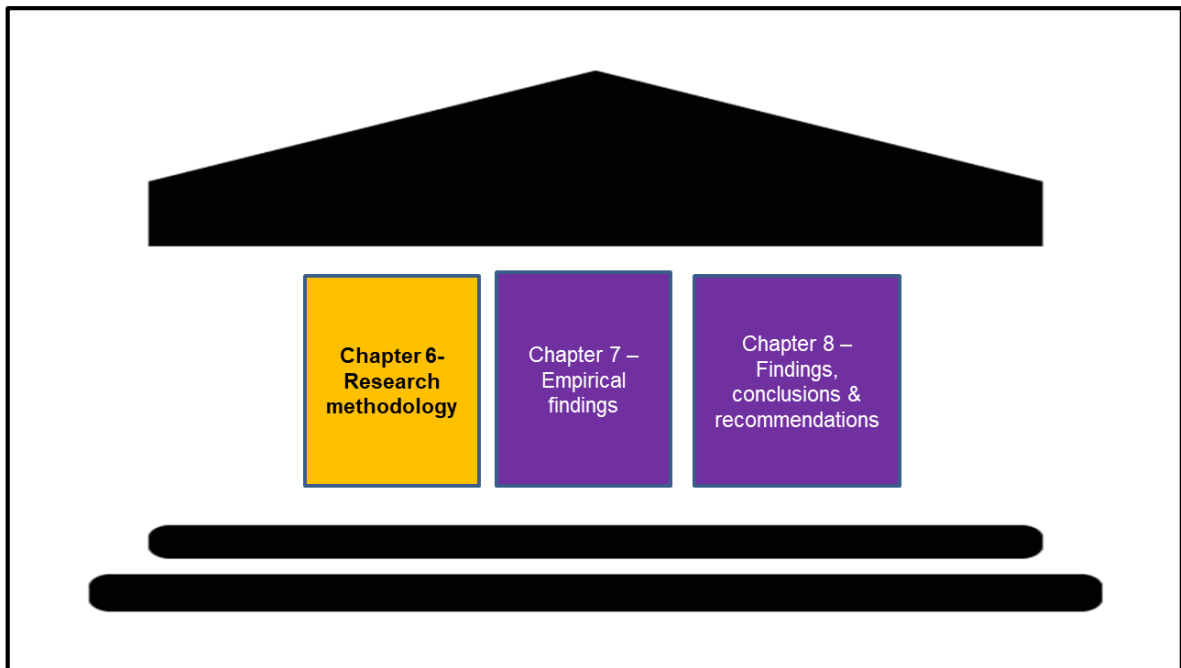 Chapter 6-
Research
methodology
Chapter 7 –
Empirical
findings
Chapter 8 –
Findings,
conclusions &
recommendations